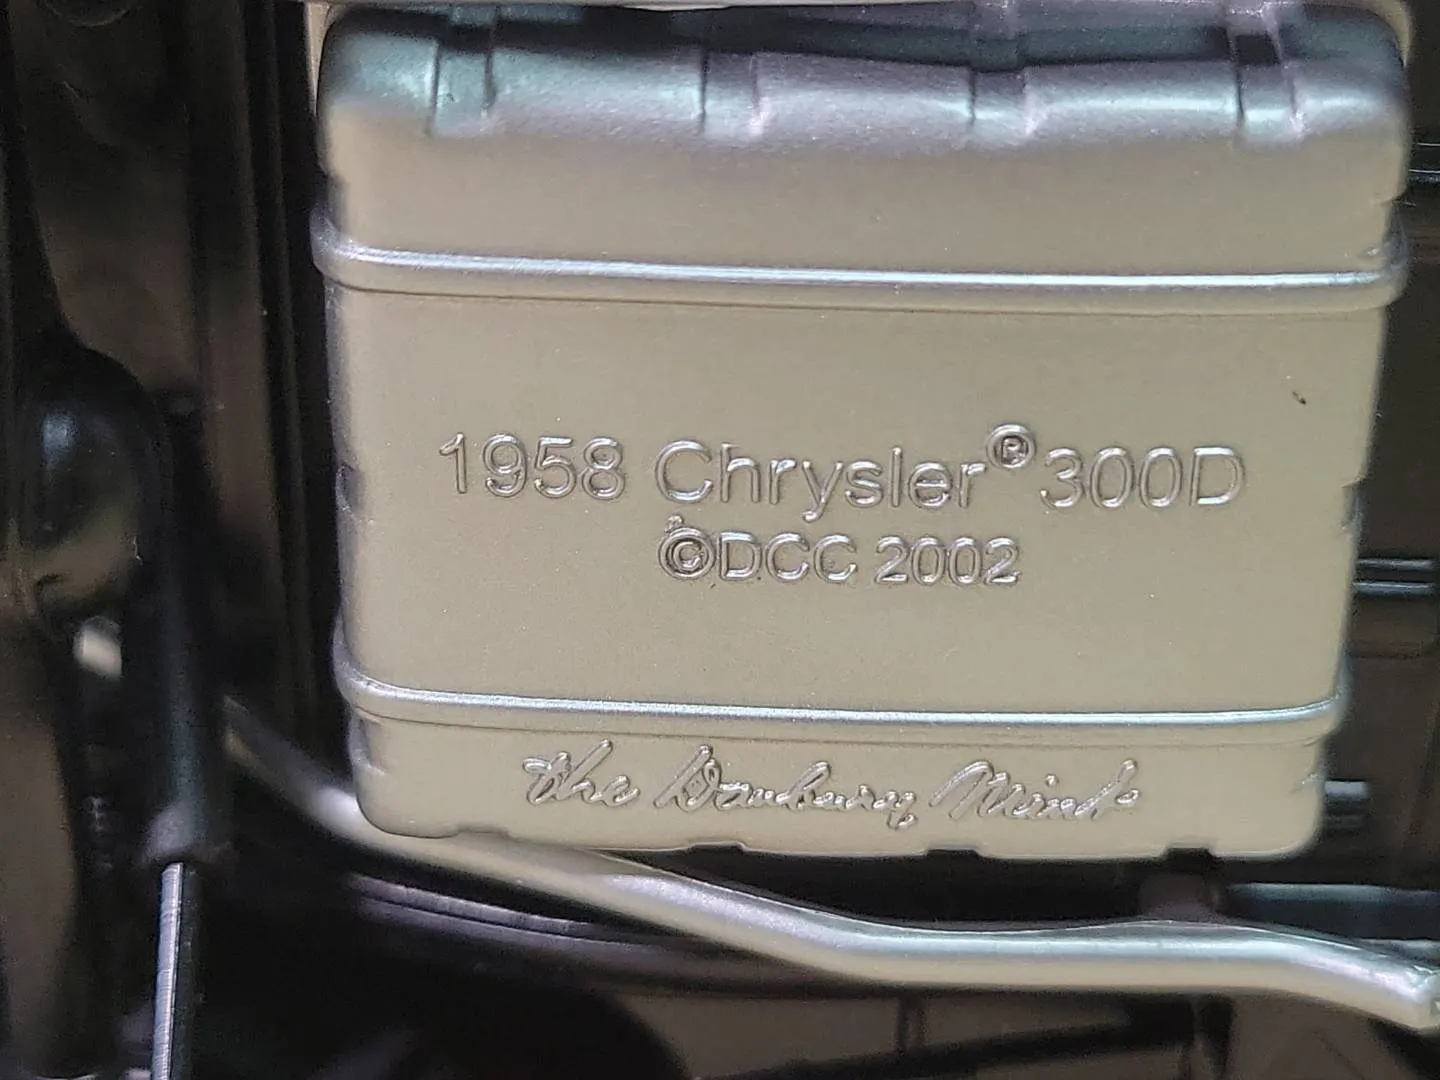 1958 Chrysler® 300D
©DCC 2002
the Danbury Mint